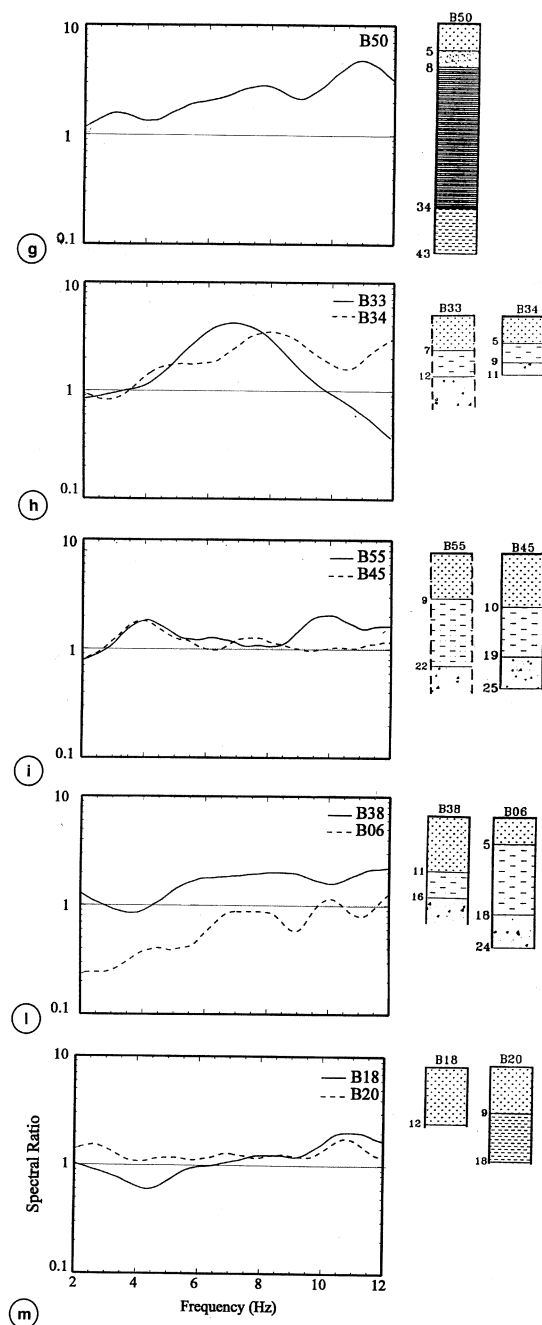 10
B50
1
0.1
g
B50
5
8
34
43
10
B33
B34
1
0.1
h
B33
7
12
B34
5
9
11
10
B55
B45
1
0.1
i
B55
9
22
B45
10
19
25
10
B38
B06
1
0.1
l
B38
11
16
B06
5
18
24
10
B18
B20
1
0.1
Spectral Ratio
2 4 6 8 10 12
Frequency (Hz)
m
B18
12
B20
9
18